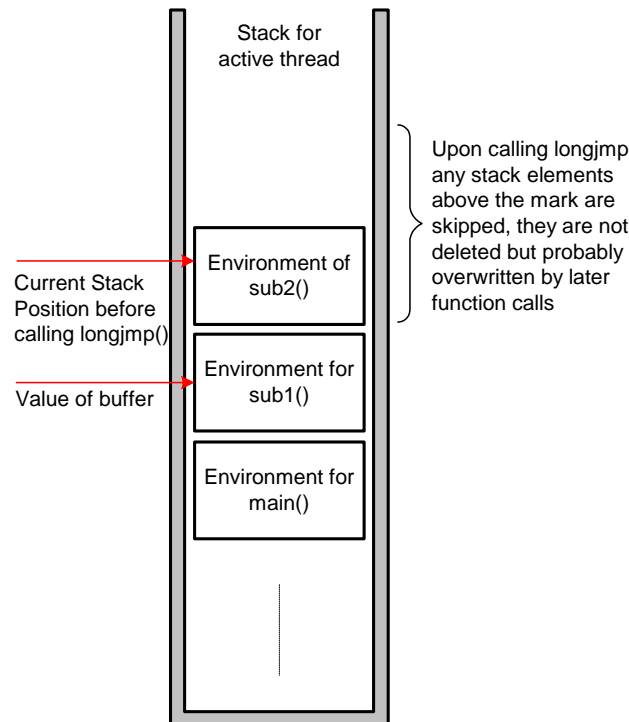 Stack for
active thread
Upon calling longjmp
any stack elements
above the mark are
skipped, they are not
deleted but probably
overwritten by later
function calls
Environment of
sub2()
Current Stack
Position before
calling longjmp()
Environment for
sub1()
Value of buffer
Environment for
main()